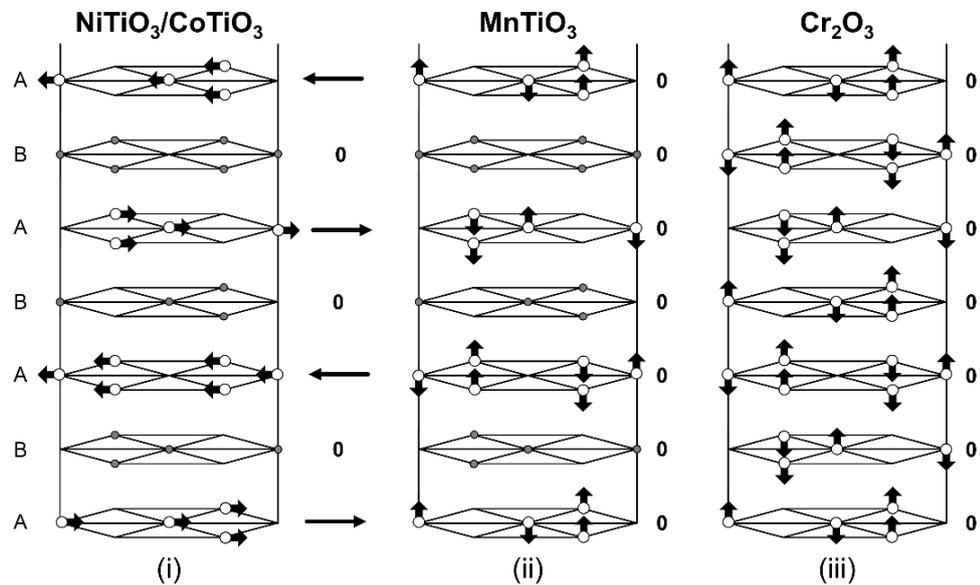 NiTiO₃/CoTiO₃ MnTiO₃ Cr₂O₃
A 0 0
B 0 0 0
A 0 0
B 0 0 0
A 0 0
B 0 0 0
A 0 0
(i) (ii) (iii)